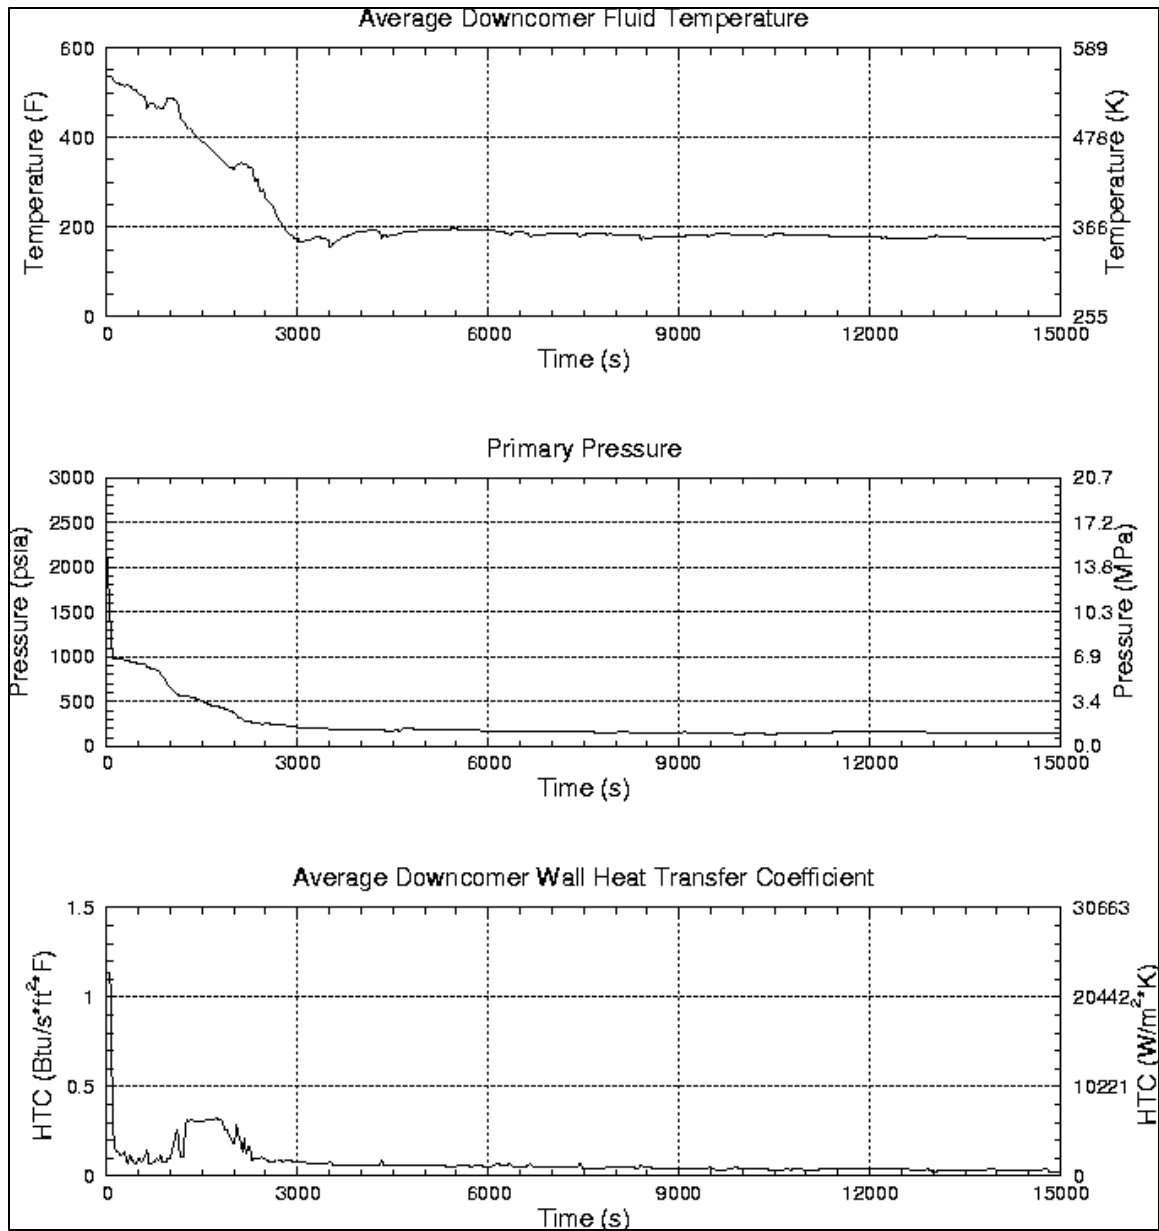 Average Downcomer Fluid Temperature
Temperature (F)
600
400
200
0
589
478
366
255
Temperature (K)
0 3000 6000 9000 12000 15000
Time (s)
Primary Pressure
Pressure (psia)
3000
2500
2000
1500
1000
500
0
20.7
17.2
13.8
10.3
6.9
3.4
0.0
Pressure (MPa)
0 3000 6000 9000 12000 15000
Time (s)
Average Downcomer Wall Heat Transfer Coefficient
HTC (Btu/s*ft²*F)
1.5
1
0.5
0
30663
20442
10221
0
HTC (W/m²*K)
0 3000 6000 9000 12000 15000
Time (s)